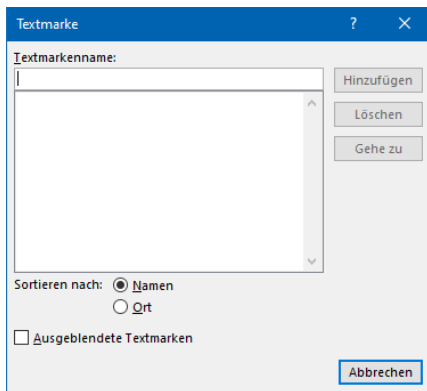 Textmarke ?
Textmarkenname:
Hinzufügen
Löschen
Gehe zu
Sortieren nach: Namen
Ort
Ausgeblendete Textmarken
Abbrechen